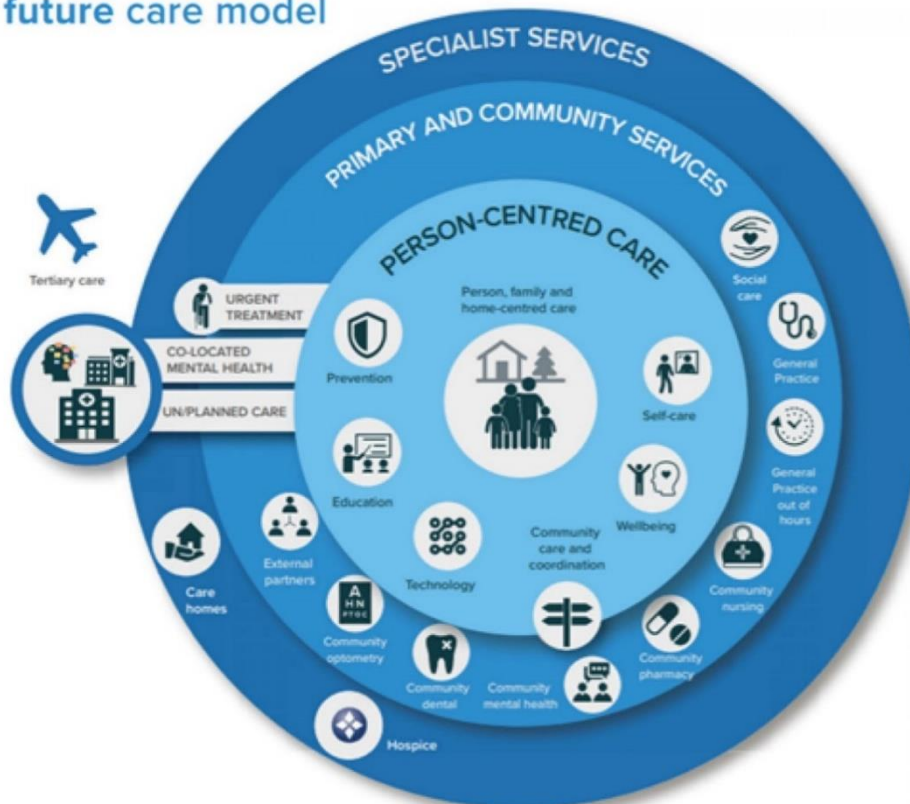 future care model
SPECIALIST SERVICES
PRIMARY AND COMMUNITY SERVICES
PERSON-CENTRED CARE
Person, family and
home-centred care
Tertiary care
URGENT
TREATMENT
CO-LOCATED
MENTAL HEALTH
UN/PLANNED CARE
Prevention
Self-care
Education
Wellbeing
Technology
Community
care and
coordination
Social
care
General
Practice
General
Practice
out of
hours
Community
nursing
Community
pharmacy
Community
mental health
Community
dental
A
HN
PTOC
Community
optometry
External
partners
Care
homes
Hospice